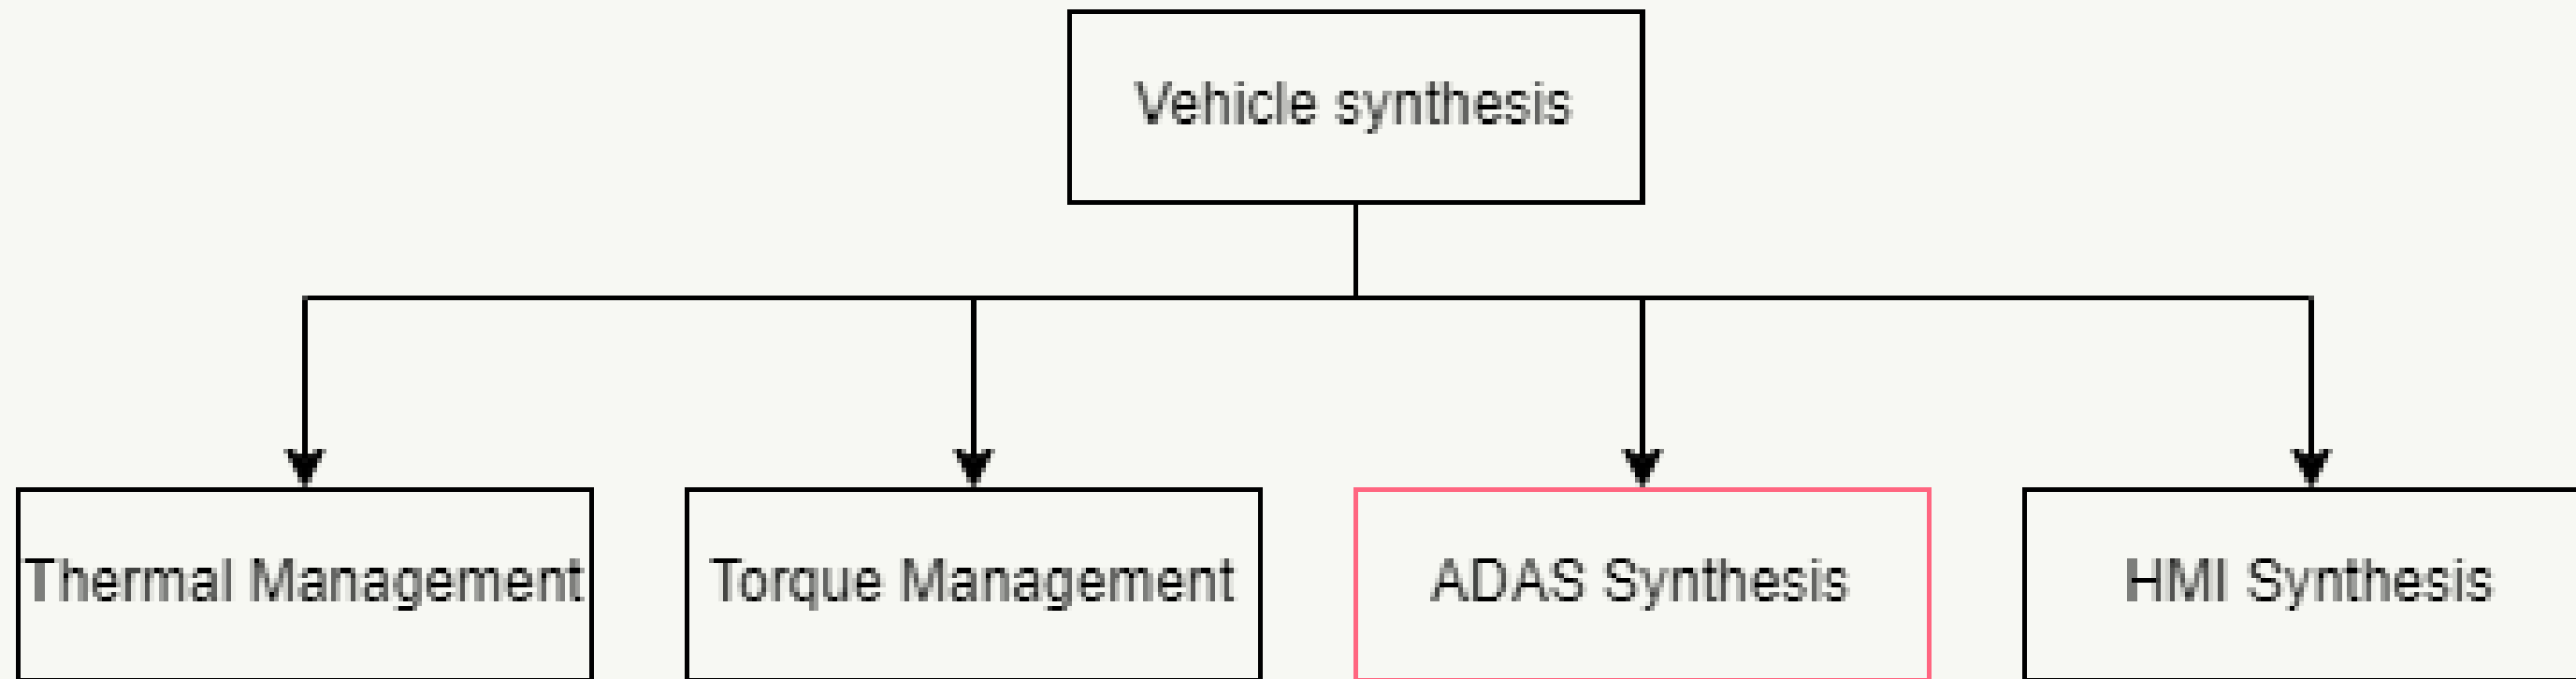 Vehicle synthesis
Thermal Management
Torque Management
ADAS Synthesis
HMI Synthesis